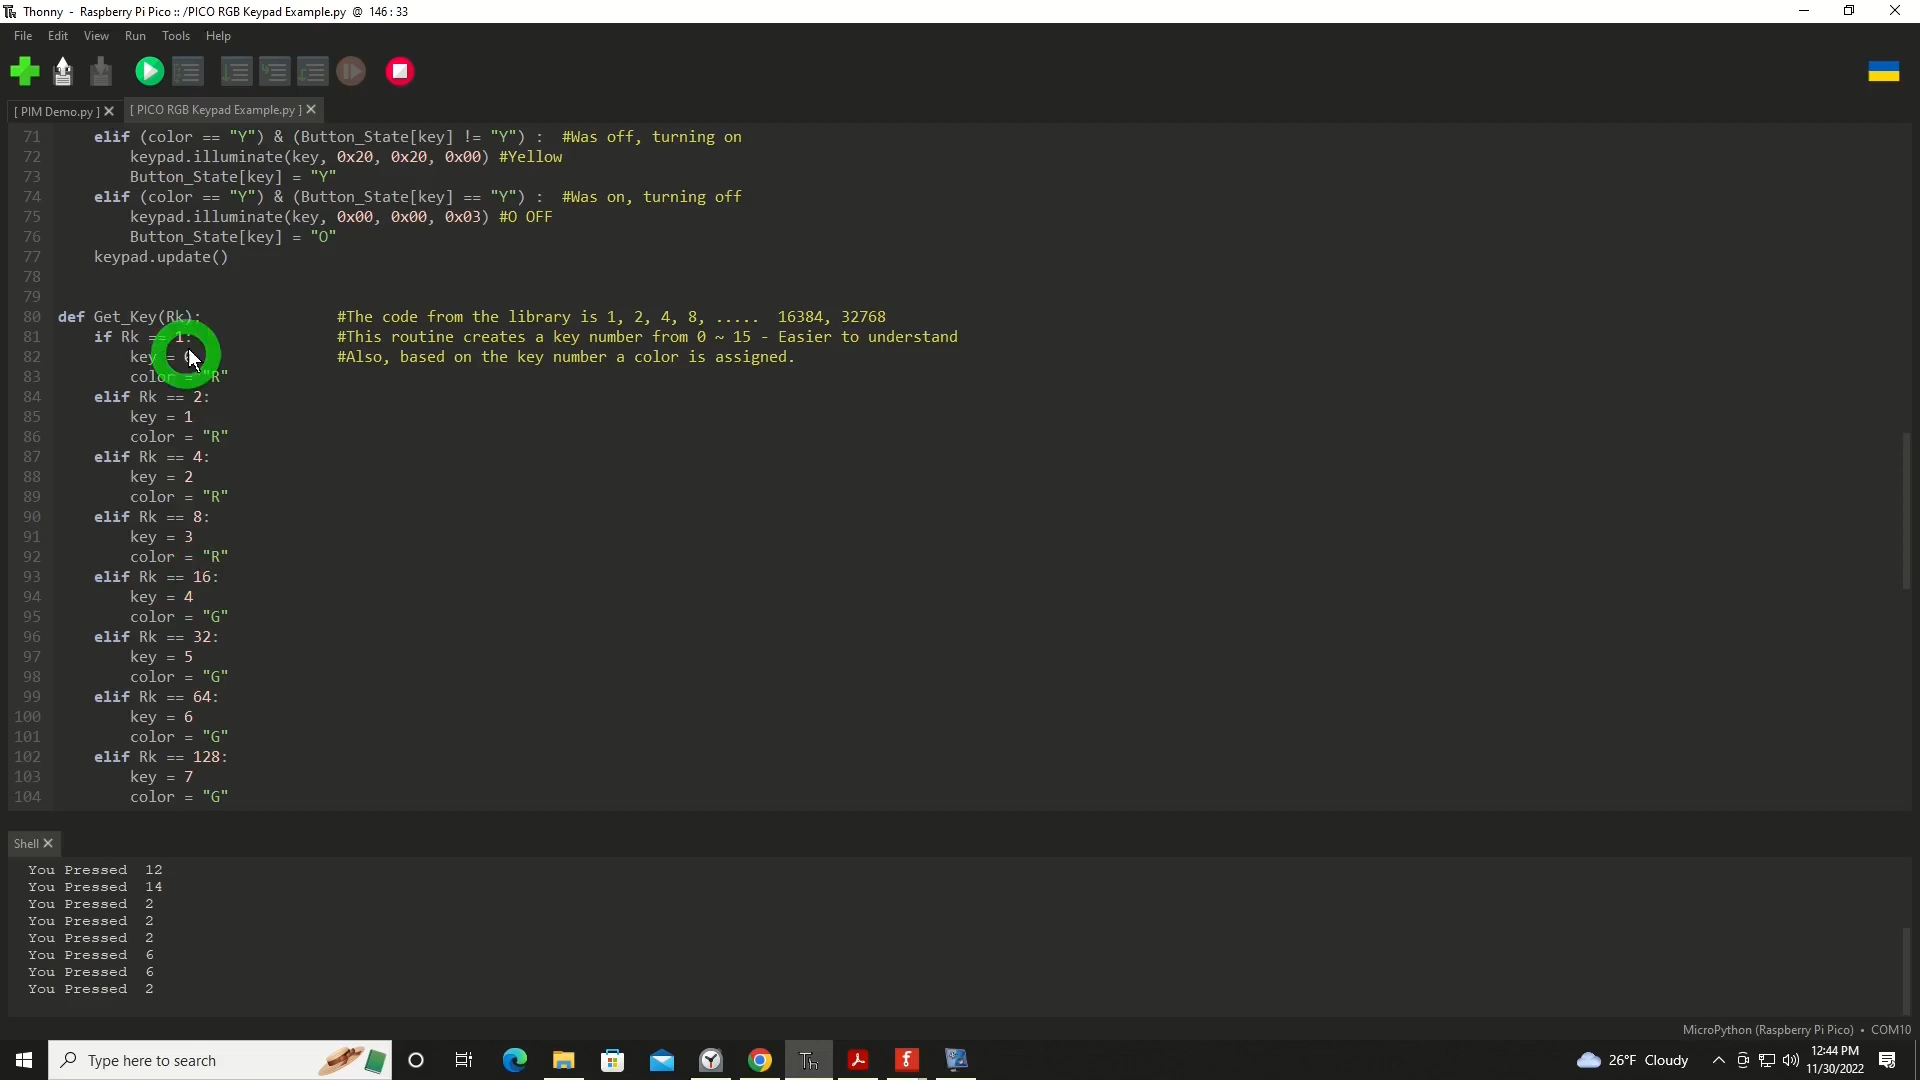 Thonny - Raspberry Pi Pico :: /PICO RGB Keypad Example.py @ 146 : 33
File Edit View Run Tools Help
[ PIM Demo.py ] [ PICO RGB Keypad Example.py ]
71 elif (color == "Y") & (Button_State[key] != "Y") : #Was off, turning on
72 keypad.illuminate(key, 0x20, 0x20, 0x00) #Yellow
73 Button_State[key] = "Y"
74 elif (color == "Y") & (Button_State[key] == "Y") : #Was on, turning off
75 keypad.illuminate(key, 0x00, 0x00, 0x03) #O OFF
76 Button_State[key] = "O"
77 keypad.update()
78
79
80 def Get_Key(Rk): #The code from the library is 1, 2, 4, 8, ..... 16384, 32768
81 if Rk == 1: #This routine creates a key number from 0 ~ 15 - Easier to understand
82 key = #Also, based on the key number a color is assigned.
83 color = "R"
84 elif Rk == 2:
85 key = 1
86 color = "R"
87 elif Rk == 4:
88 key = 2
89 color = "R"
90 elif Rk == 8:
91 key = 3
92 color = "R"
93 elif Rk == 16:
94 key = 4
95 color = "G"
96 elif Rk == 32:
97 key = 5
98 color = "G"
99 elif Rk == 64:
100 key = 6
101 color = "G"
102 elif Rk == 128:
103 key = 7
104 color = "G"
Shell
You Pressed 12
You Pressed 14
You Pressed 2
You Pressed 2
You Pressed 2
You Pressed 6
You Pressed 6
You Pressed 2
MicroPython (Raspberry Pi Pico) • COM10
Type here to search
Th
26°F Cloudy
12:44 PM
11/30/2022